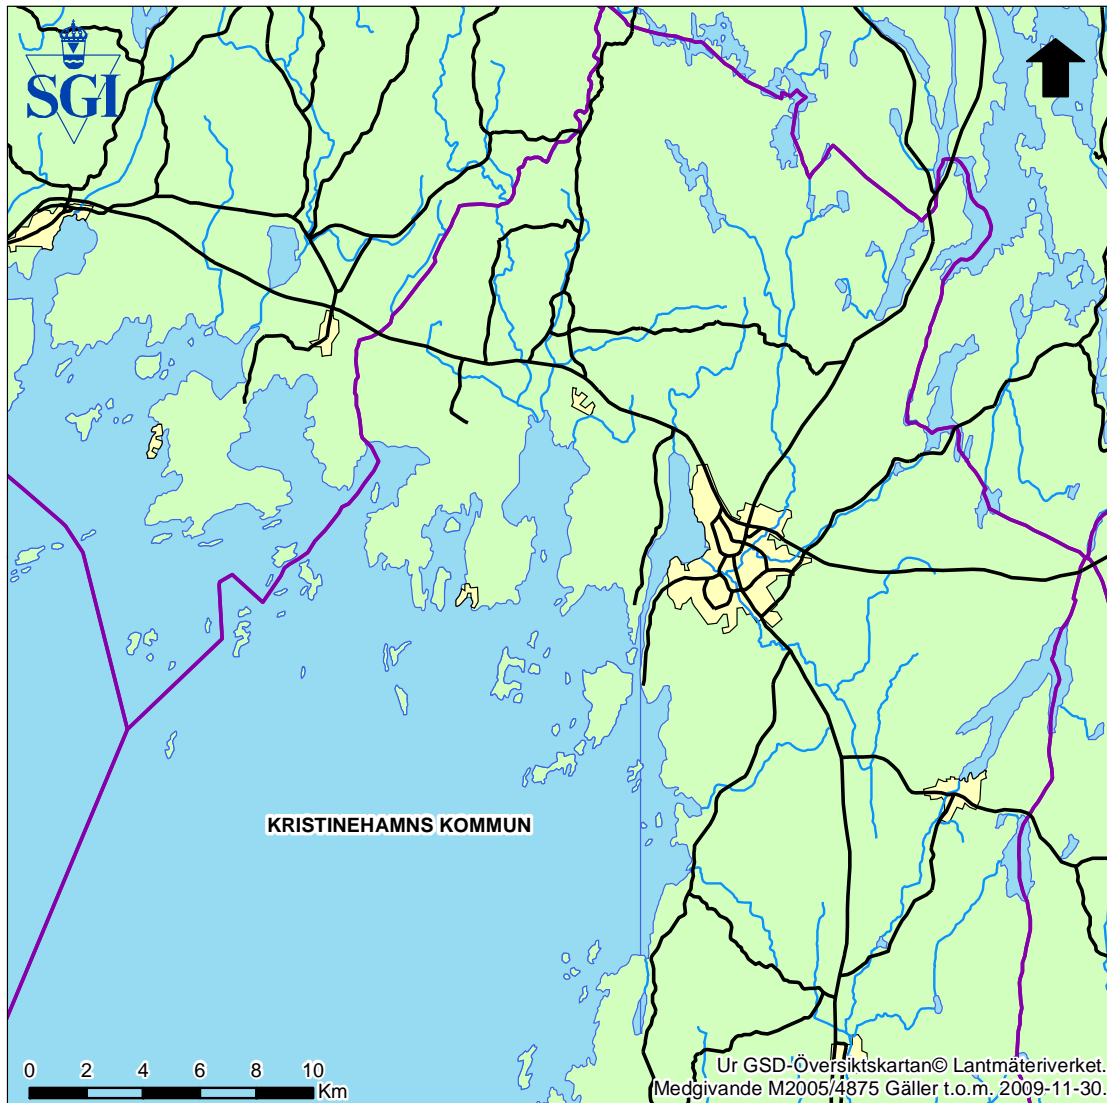 SGI
KRISTINEHAMNS KOMMUN
0 2 4 6 8 10
Km
Ur GSD-Översiktskartan© Lantmäteriverket.
Medgivande M2005/4875 Gäller t.o.m. 2009-11-30.